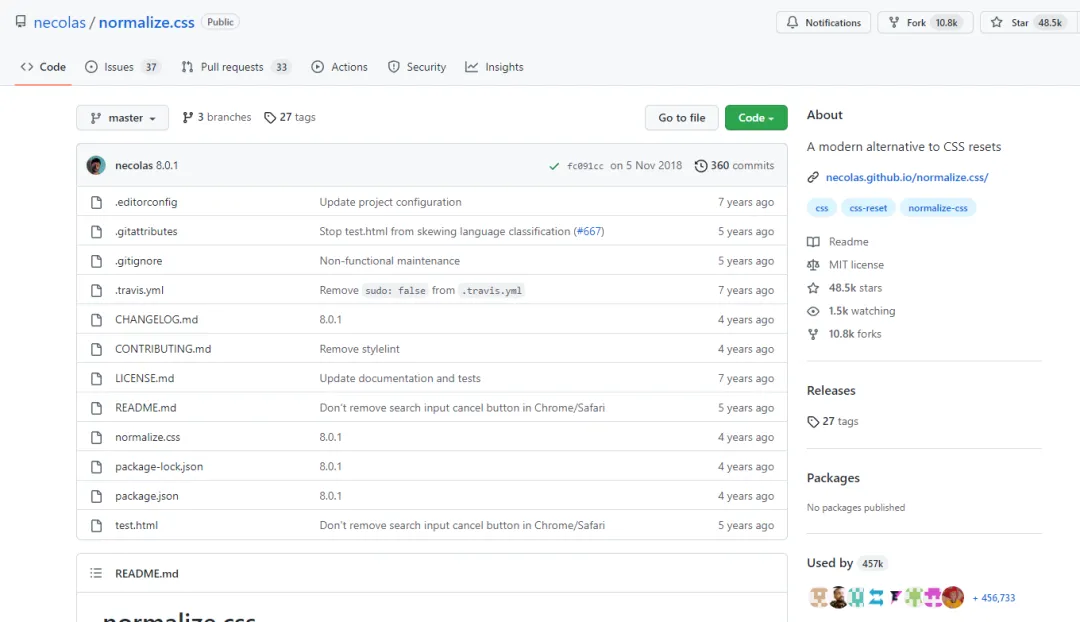 necolas / normalize.css Public
Notifications Fork 10.8k Star 48.5k
Code Issues 37 Pull requests 33 Actions Security Insights
master 3 branches 27 tags Go to file Code
necolas 8.0.1 fc091cc on 5 Nov 2018 360 commits
.editorconfig Update project configuration 7 years ago
.gitattributes Stop test.html from skewing language classification (#667) 5 years ago
.gitignore Non-functional maintenance 5 years ago
.travis.yml Remove sudo: false from .travis.yml 7 years ago
CHANGELOG.md 8.0.1 4 years ago
CONTRIBUTING.md Remove stylelint 4 years ago
LICENSE.md Update documentation and tests 7 years ago
README.md Don't remove search input cancel button in Chrome/Safari 5 years ago
normalize.css 8.0.1 4 years ago
package-lock.json 8.0.1 4 years ago
package.json 8.0.1 4 years ago
test.html Don't remove search input cancel button in Chrome/Safari 5 years ago
README.md
normalize.css
About
A modern alternative to CSS resets
necolas.github.io/normalize.css/
css css-reset normalize-css
Readme
MIT license
48.5k stars
1.5k watching
10.8k forks
Releases
27 tags
Packages
No packages published
Used by 457k
+ 456,733